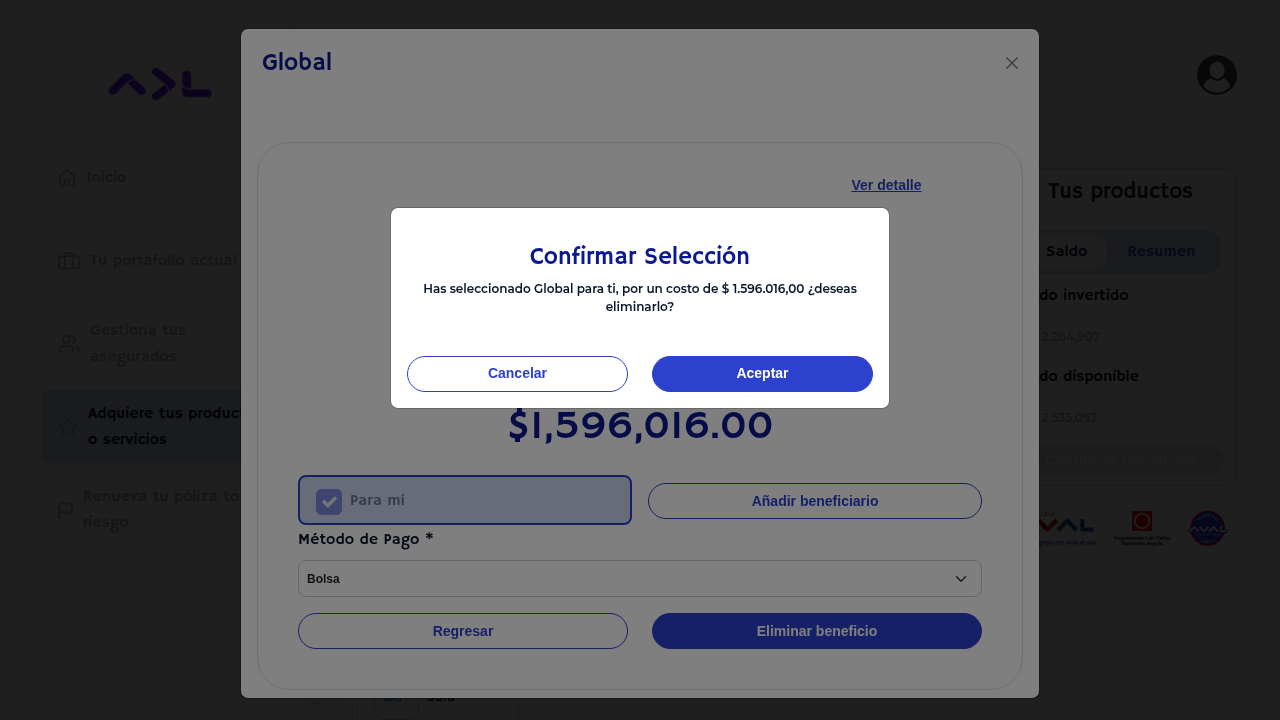 Global
Inicio
Tus productos
Ver detalle
Saldo
Resumen
Confirmar Selección
Tu portafolio actual
Has seleccionado Global para ti, por un costo de $ 1.596.016,00 ¿deseas
eliminarlo?
do invertido
Gestiona tus
asegurados
2,264,907
Cancelar
Aceptar
do disponible
Adquiere tus product
o servicios
2,535,093
$1,596,016.00
Para mí
Añadir beneficiario
Renueva tu póliza to
riesgo
Método de Pago *
Bolsa
Regresar
Eliminar beneficio